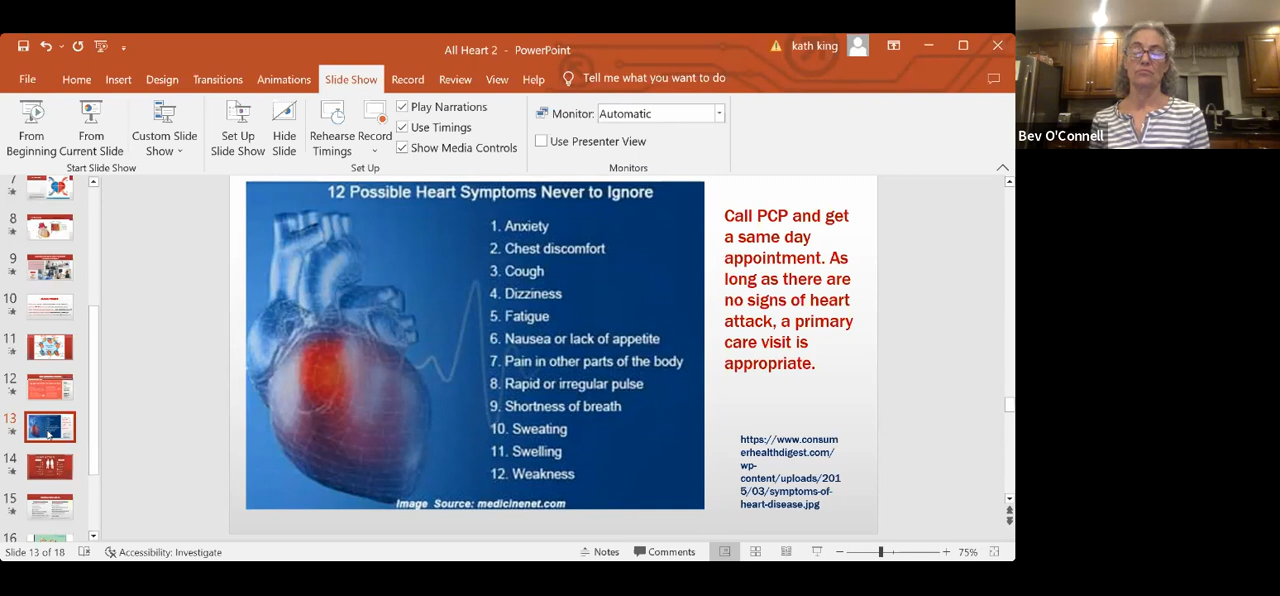 All Heart 2 - PowerPoint
kath king
File Home Insert Design Transitions Animations Slide Show Record Review View Help Tell me what you want to do
From Beginning
From Current Slide
Custom Slide Show
Start Slide Show
Set Up Slide Show
Hide Slide
Rehearse Timings
Record
Play Narrations
Use Timings
Show Media Controls
Set Up
Monitor: Automatic
Use Presenter View
Monitors
Bev O'Connell
7
8
9
10
11
12
13
14
15
16
12 Possible Heart Symptoms Never to Ignore
1. Anxiety
2. Chest discomfort
3. Cough
4. Dizziness
5. Fatigue
6. Nausea or lack of appetite
7. Pain in other parts of the body
8. Rapid or irregular pulse
9. Shortness of breath
10. Sweating
11. Swelling
12. Weakness
Image Source: medicinenet.com
Call PCP and get
a same day
appointment. As
long as there are
no signs of heart
attack, a primary
care visit is
appropriate.
https://www.consum
erhealthdigest.com/
wp-
content/uploads/201
5/03/symptoms-of-
heart-disease.jpg
Slide 13 of 18 Accessibility: Investigate Notes Comments 75%